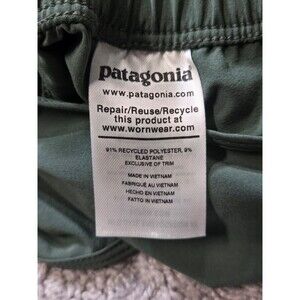 patagonia
www.patagonia.com
Repair/Reuse/Recycle
this product at
www.wornwear.com
91% RECYCLED POLYESTER, 9%
ELASTANE
EXCLUSIVE OF TRIM
MADE IN VIETNAM
FABRIQUÉ AU VIETNAM
HECHO EN VIETNAM
FATTO IN VIETNAM